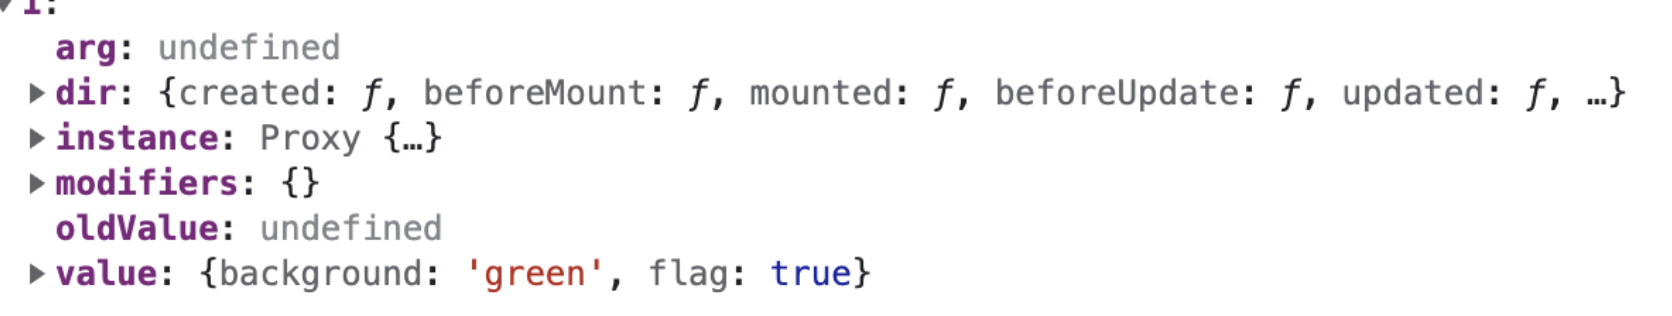 1:
arg: undefined
dir: {created: ƒ, beforeMount: ƒ, mounted: ƒ, beforeUpdate: ƒ, updated: ƒ, …}
instance: Proxy {…}
modifiers: {}
oldValue: undefined
value: {background: 'green', flag: true}